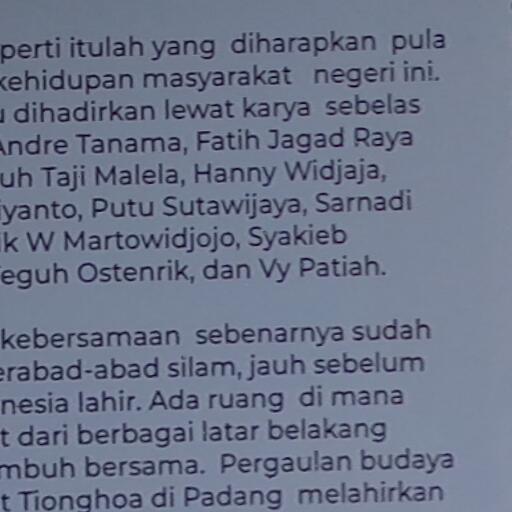 perti itulah yang diharapkan pula
kehidupan masyarakat negeri ini.
dihadirkan lewat karya sebelas
Andre Tanama, Fatih Jagad Raya
uh Taji Malela, Hanny Widjaja,
iyanto, Putu Sutawijaya, Sarnadi
ik W Martowidjojo, Syakieb
Teguh Ostenrik, dan Vy Patiah.
kebersamaan sebenarnya sudah
erabad-abad silam, jauh sebelum
nesia lahir. Ada ruang di mana
t dari berbagai latar belakang
mbuh bersama. Pergaulan budaya
t Tionghoa di Padang melahirkan